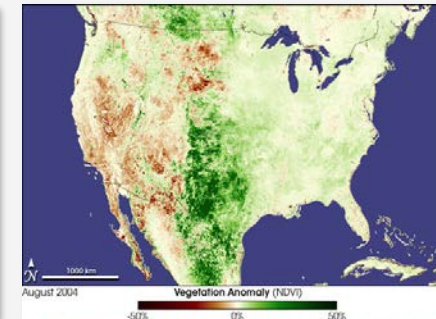 N
1000 km
August 2004
Vegetation Anomaly (NDVI)
-50% 0% 50%